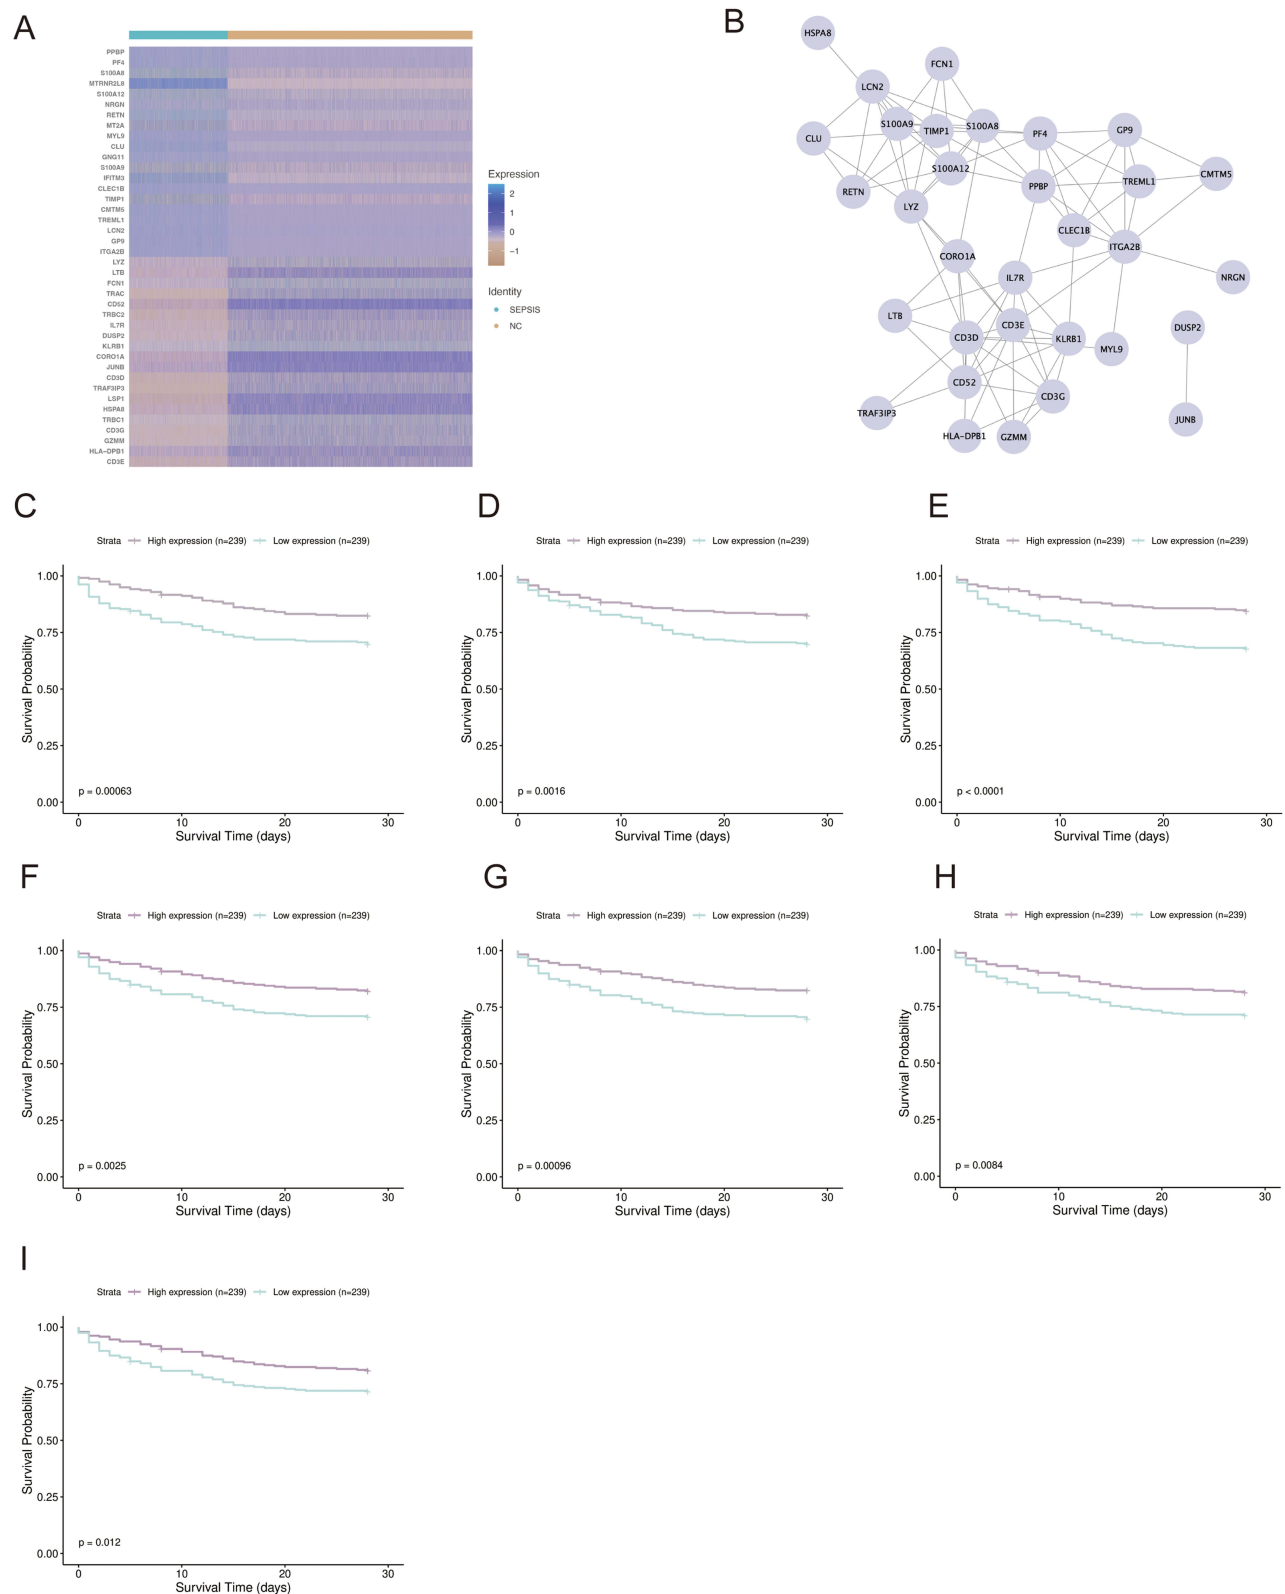 A
PPBP
PF4
S100A8
MTRNR2L8
S100A12
NRGN
RETN
MT2A
MYL9
CLU
GNG11
S100A9
IFITM3
CLEC1B
TIMP1
CMTM5
TREML1
LCN2
GP9
ITGA2B
LYZ
LTB
FCN1
TRAC
CD52
TRBC2
IL7R
DUSP2
KLRB1
CORO1A
JUNB
CD3D
TRAF3IP3
LSP1
HSPA8
TRBC1
CD3G
GZMM
HLA-DPB1
CD3E
Expression
2
1
0
−1
Identity
SEPSIS
NC
B
HSPA8
FCN1
LCN2
S100A9
TIMP1
S100A8
PF4
GP9
CLU
S100A12
RETN
PPBP
TREML1
CMTM5
LYZ
CLEC1B
ITGA2B
CORO1A
IL7R
NRGN
LTB
CD3D
CD3E
KLRB1
MYL9
DUSP2
CD52
CD3G
TRAF3IP3
HLA-DPB1
GZMM
JUNB
C
Strata High expression (n=239) Low expression (n=239)
1.00
0.75
0.50
0.25
0.00
Survival Probability
p = 0.00063
0 10 20 30
Survival Time (days)
D
Strata High expression (n=239) Low expression (n=239)
1.00
0.75
0.50
0.25
0.00
Survival Probability
p = 0.0016
0 10 20 30
Survival Time (days)
E
Strata High expression (n=239) Low expression (n=239)
1.00
0.75
0.50
0.25
0.00
Survival Probability
p < 0.0001
0 10 20 30
Survival Time (days)
F
Strata High expression (n=239) Low expression (n=239)
1.00
0.75
0.50
0.25
0.00
Survival Probability
p = 0.0025
0 10 20 30
Survival Time (days)
G
Strata High expression (n=239) Low expression (n=239)
1.00
0.75
0.50
0.25
0.00
Survival Probability
p = 0.00096
0 10 20 30
Survival Time (days)
H
Strata High expression (n=239) Low expression (n=239)
1.00
0.75
0.50
0.25
0.00
Survival Probability
p = 0.0084
0 10 20 30
Survival Time (days)
I
Strata High expression (n=239) Low expression (n=239)
1.00
0.75
0.50
0.25
0.00
Survival Probability
p = 0.012
0 10 20 30
Survival Time (days)